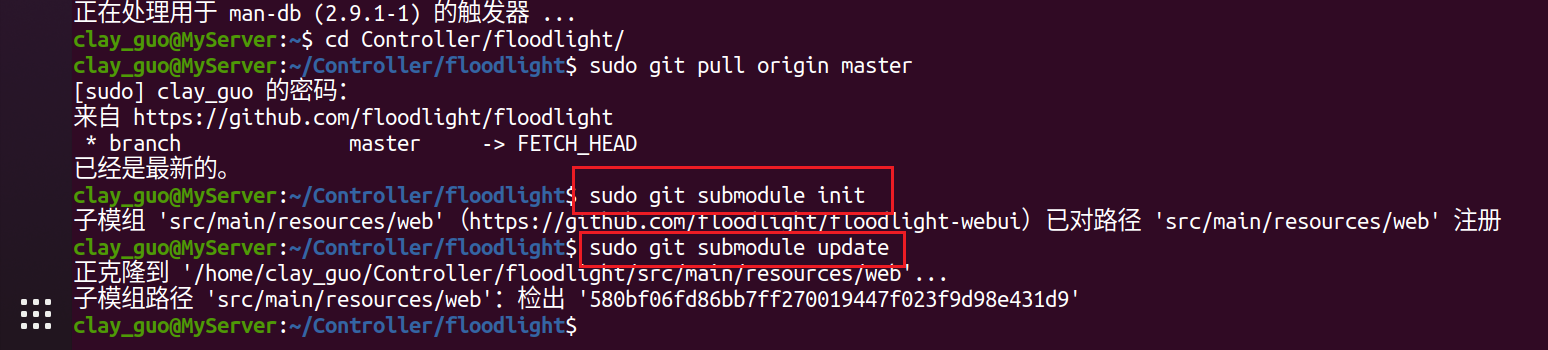 正在处理用于 man-db (2.9.1-1) 的触发器 ...
clay_guo@MyServer:~$ cd Controller/floodlight/
clay_guo@MyServer:~/Controller/floodlight$ sudo git pull origin master
[sudo] clay_guo 的密码：
来自 https://github.com/floodlight/floodlight
 * branch            master     -> FETCH_HEAD
已经是最新的。
clay_guo@MyServer:~/Controller/floodlight$ sudo git submodule init
子模组 'src/main/resources/web'（https://github.com/floodlight/floodlight-webui）已对路径 'src/main/resources/web' 注册
clay_guo@MyServer:~/Controller/floodlight$ sudo git submodule update
正克隆到 '/home/clay_guo/Controller/floodlight/src/main/resources/web'...
子模组路径 'src/main/resources/web'：检出 '580bf06fd86bb7ff270019447f023f9d98e431d9'
clay_guo@MyServer:~/Controller/floodlight$